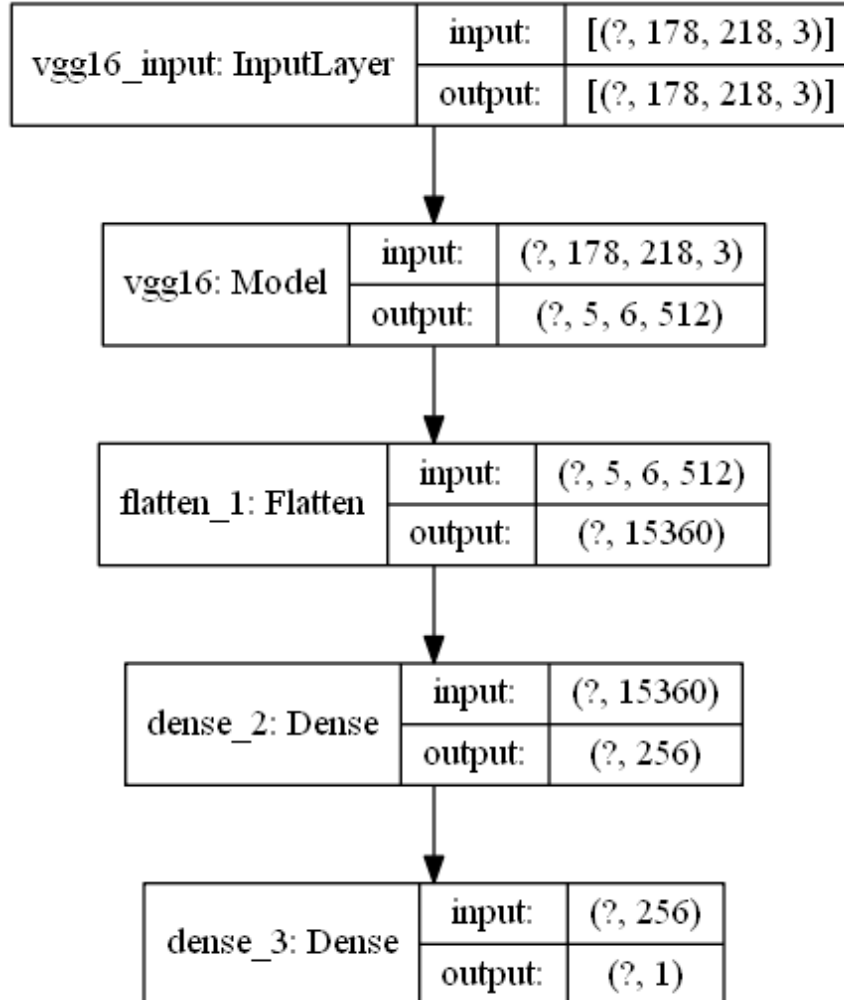 vgg16_input: InputLayer
input: [(?, 178, 218, 3)]
output: [(?, 178, 218, 3)]
vgg16: Model
input: (?, 178, 218, 3)
output: (?, 5, 6, 512)
flatten_1: Flatten
input: (?, 5, 6, 512)
output: (?, 15360)
dense_2: Dense
input: (?, 15360)
output: (?, 256)
dense_3: Dense
input: (?, 256)
output: (?, 1)